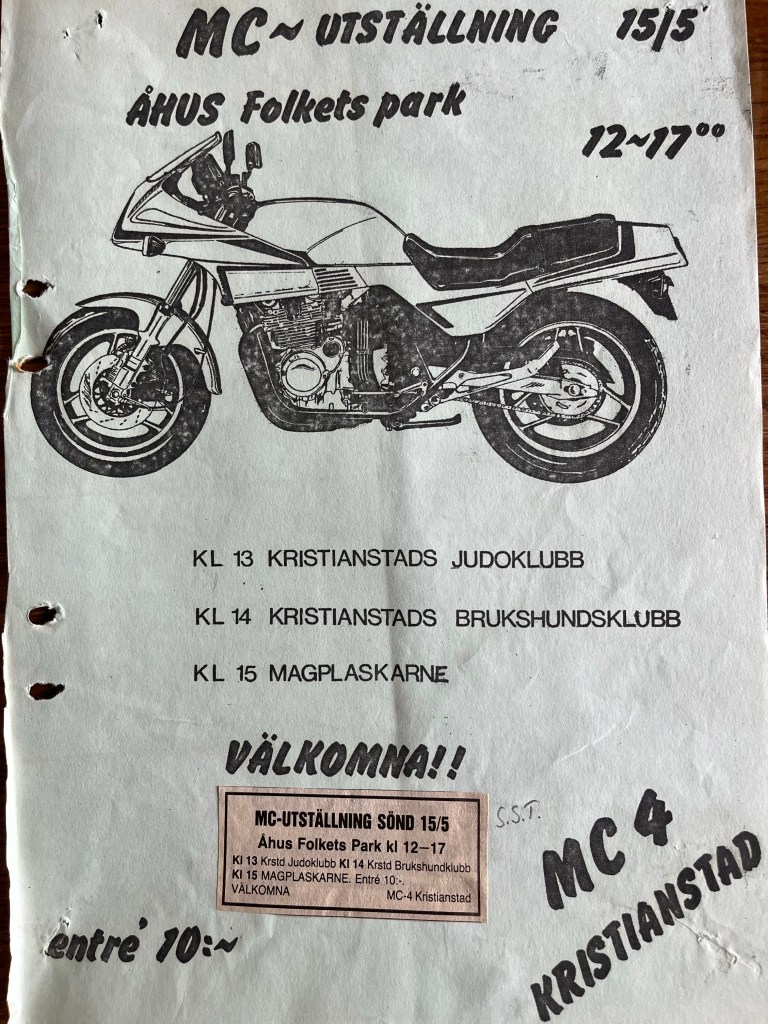 MC~ UTSTÄLLNING 15/5
ÅHUS Folkets park
12~17⁰⁰
KL 13 KRISTIANSTADS JUDOKLUBB
KL 14 KRISTIANSTADS BRUKSHUNDSKLUBB
KL 15 MAGPLASKARNE
VÄLKOMNA!!
MC-UTSTÄLLNING SÖND 15/5
Åhus Folkets Park kl 12–17
Kl 13 Krstd Judoklubb Kl 14 Krstd Brukshundklubb
Kl 15 MAGPLASKARNE. Entré 10:-.
VÄLKOMNA MC-4 Kristianstad
S.S.T.
MC 4
KRISTIANSTAD
entré 10:~